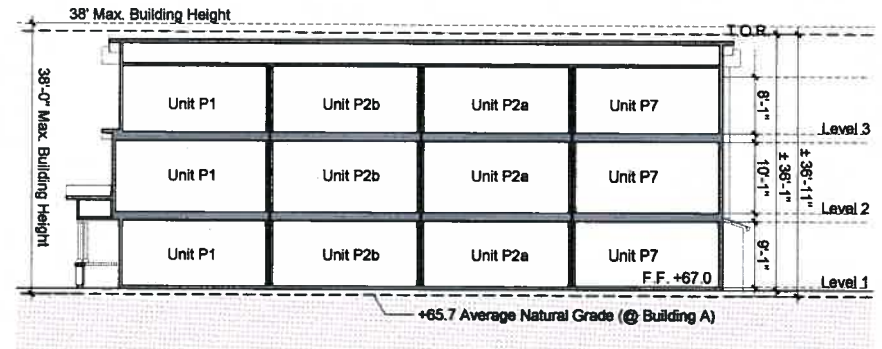 38' Max. Building Height
T.O.R.
38'-0" Max. Building Height
Unit P1 Unit P2b Unit P2a Unit P7
8'-1"
Level 3
Unit P1 Unit P2b Unit P2a Unit P7
10'-1"
± 36'-1"
± 36'-11"
Level 2
Unit P1 Unit P2b Unit P2a Unit P7
9'-1"
F.F. +67.0
Level 1
+65.7 Average Natural Grade (@ Building A)